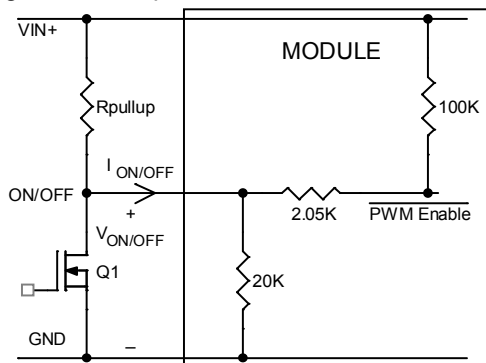 VIN+
MODULE
Rpullup
100K
I ON/OFF
ON/OFF
+
2.05K
PWM Enable
V ON/OFF
Q1
20K
GND
–